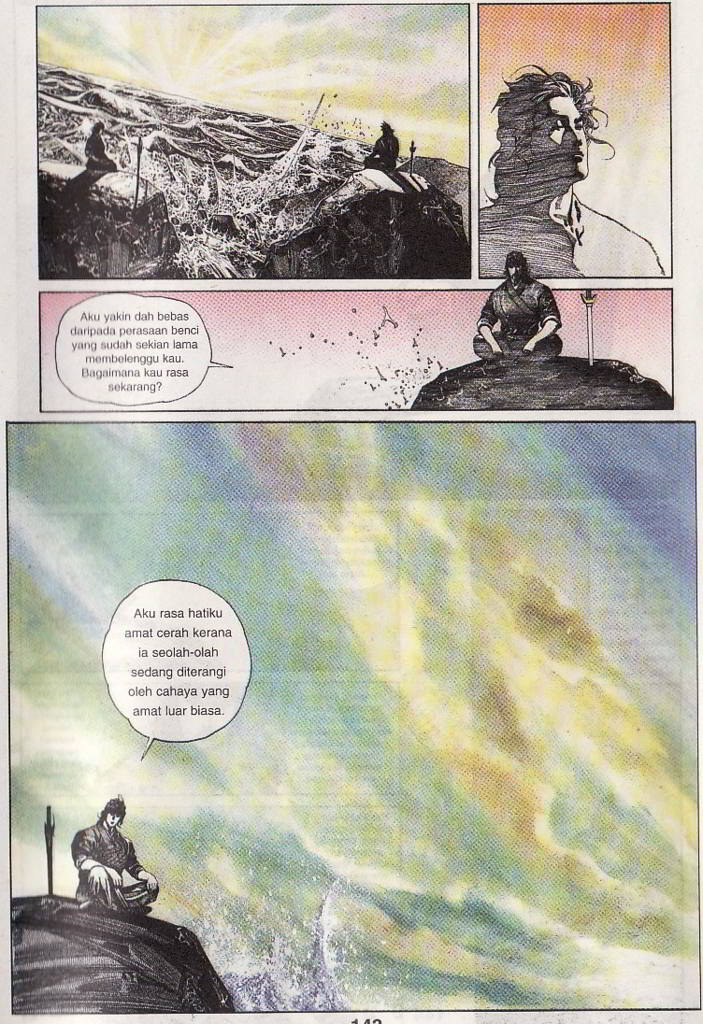 Aku yakin dah bebas
daripada perasaan benci
yang sudah sekian lama
membelenggu kau.
Bagaimana kau rasa
sekarang?
Aku rasa hatiku
amat cerah kerana
ia seolah-olah
sedang diterangi
oleh cahaya yang
amat luar biasa.